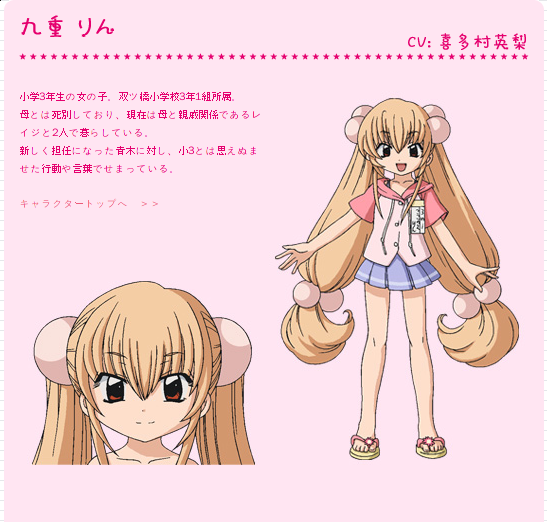 九重 りん
CV: 喜多村英梨
小学3年生の女の子。双ツ橋小学校3年1組所属。
母とは死別しており、現在は母と親戚関係であるレ
イジと2人で暮らしている。
新しく担任になった青木に対し、小3とは思えぬま
せた行動や言葉でせまっている。
キャラクタートップへ　>>